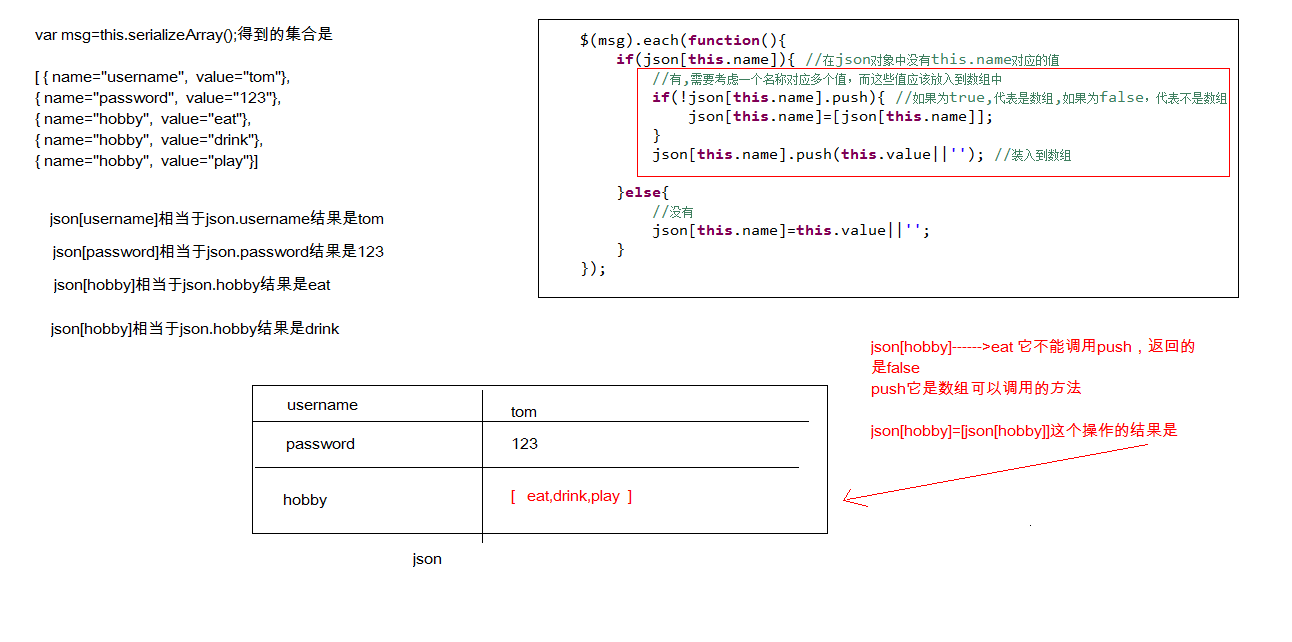 var msg=this.serializeArray();得到的集合是
[ { name="username", value="tom"},
{ name="password", value="123"},
{ name="hobby", value="eat"},
{ name="hobby", value="drink"},
{ name="hobby", value="play"}]
json[username]相当于json.username结果是tom
json[password]相当于json.password结果是123
json[hobby]相当于json.hobby结果是eat
json[hobby]相当于json.hobby结果是drink
$(msg).each(function(){
if(json[this.name]){ //在json对象中没有this.name对应的值
//有,需要考虑一个名称对应多个值，而这些值应该放入到数组中
if(!json[this.name].push){ //如果为true,代表是数组,如果为false，代表不是数组
json[this.name]=[json[this.name]];
}
json[this.name].push(this.value||''); //装入到数组
}else{
//没有
json[this.name]=this.value||'';
}
});
json[hobby]------>eat 它不能调用push，返回的
是false
push它是数组可以调用的方法
json[hobby]=[json[hobby]]这个操作的结果是
username tom
password 123
hobby [ eat,drink,play ]
json